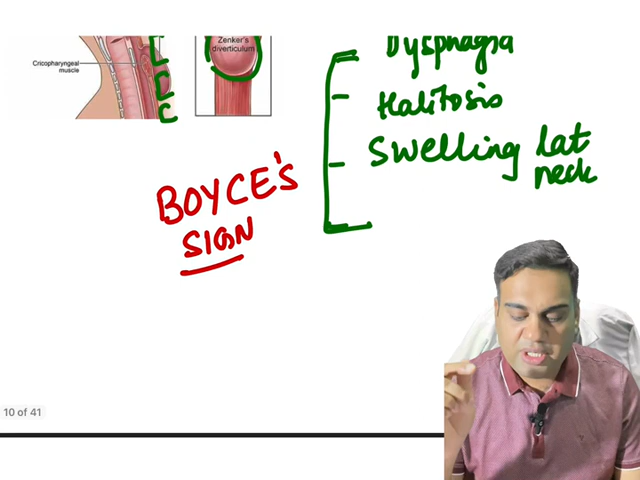 Zenker's
diverticulum
Cricopharyngeal
muscle
Dysphagia
Halitosis
Swelling Lat
neck
BOYCE'S
SIGN
10 of 41